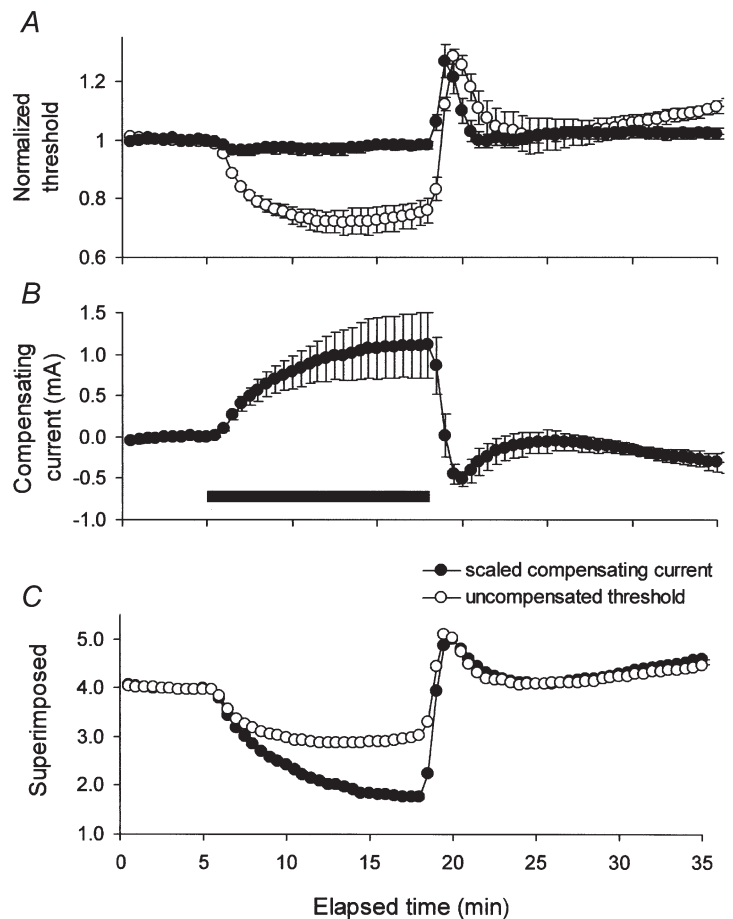 A
Normalized
threshold
1.2
1
0.8
0.6
B
Compensating
current (mA)
1.5
1.0
0.5
0.0
-0.5
-1.0
scaled compensating current
uncompensated threshold
C
Superimposed
5.0
4.0
3.0
2.0
1.0
0 5 10 15 20 25 30 35
Elapsed time (min)